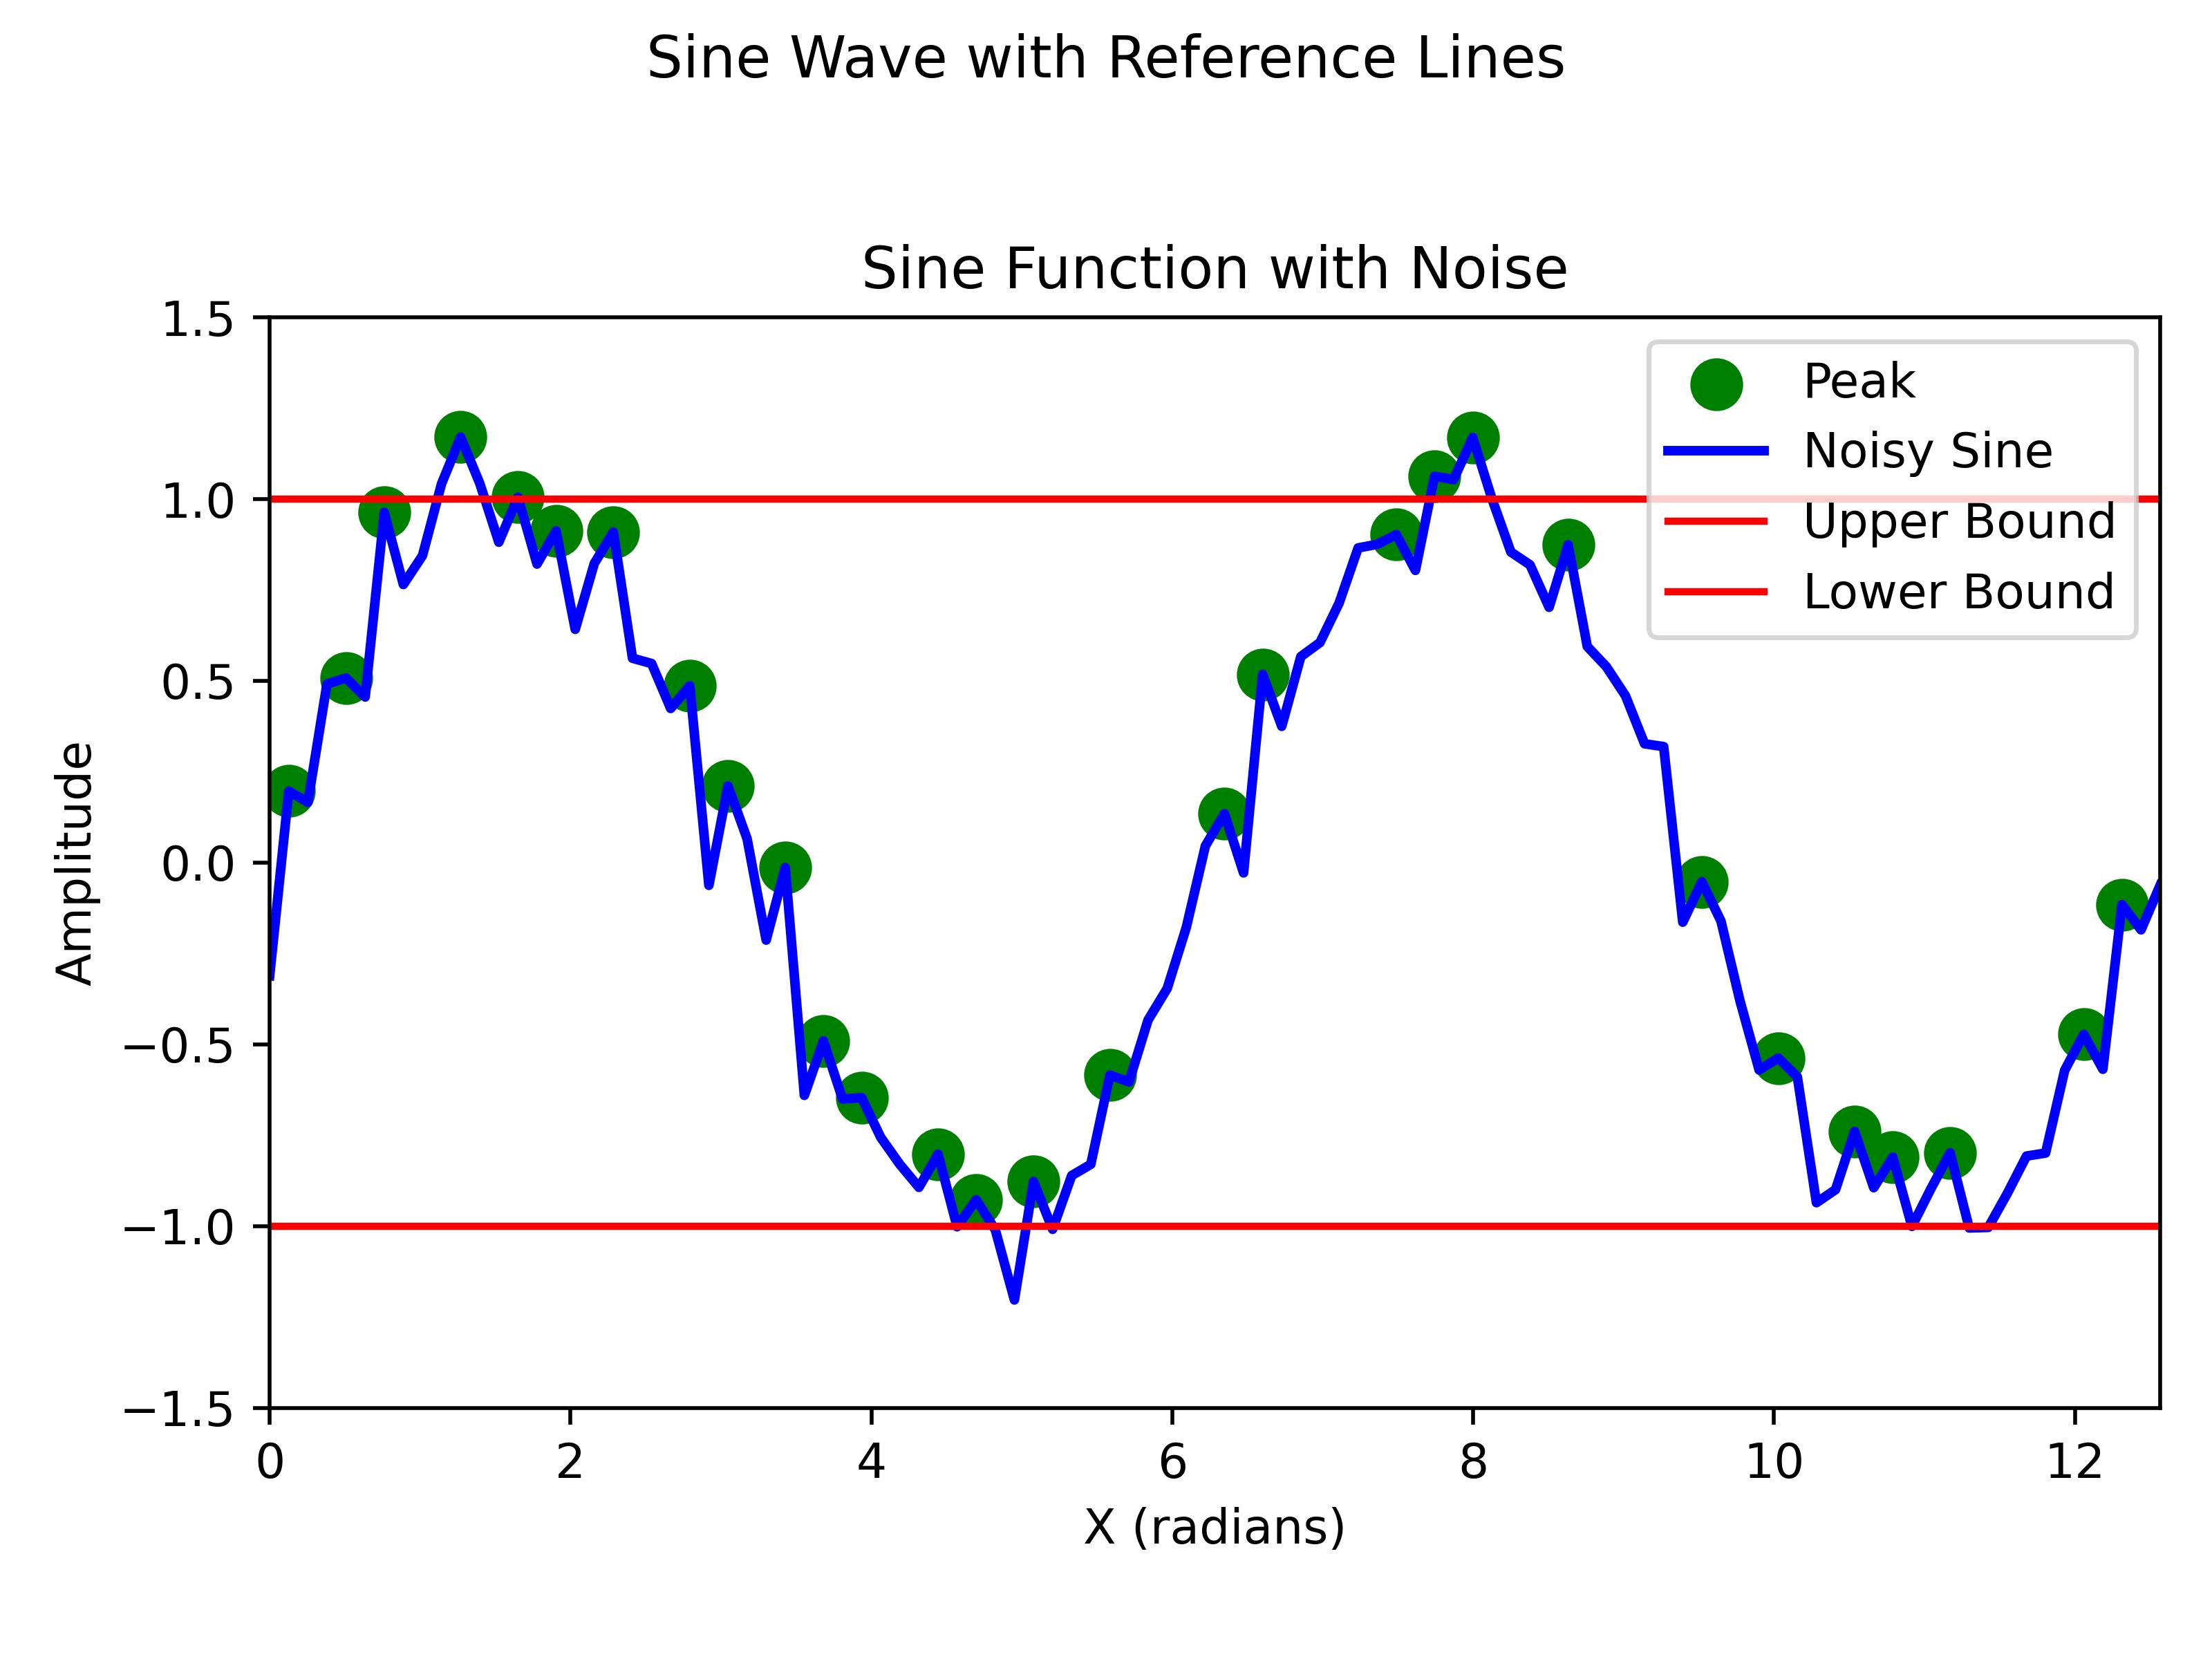 Sine Wave with Reference Lines
Sine Function with Noise
1.5
1.0
0.5
0.0
−0.5
−1.0
−1.5
Amplitude
Peak
Noisy Sine
Upper Bound
Lower Bound
0 2 4 6 8 10 12
X (radians)